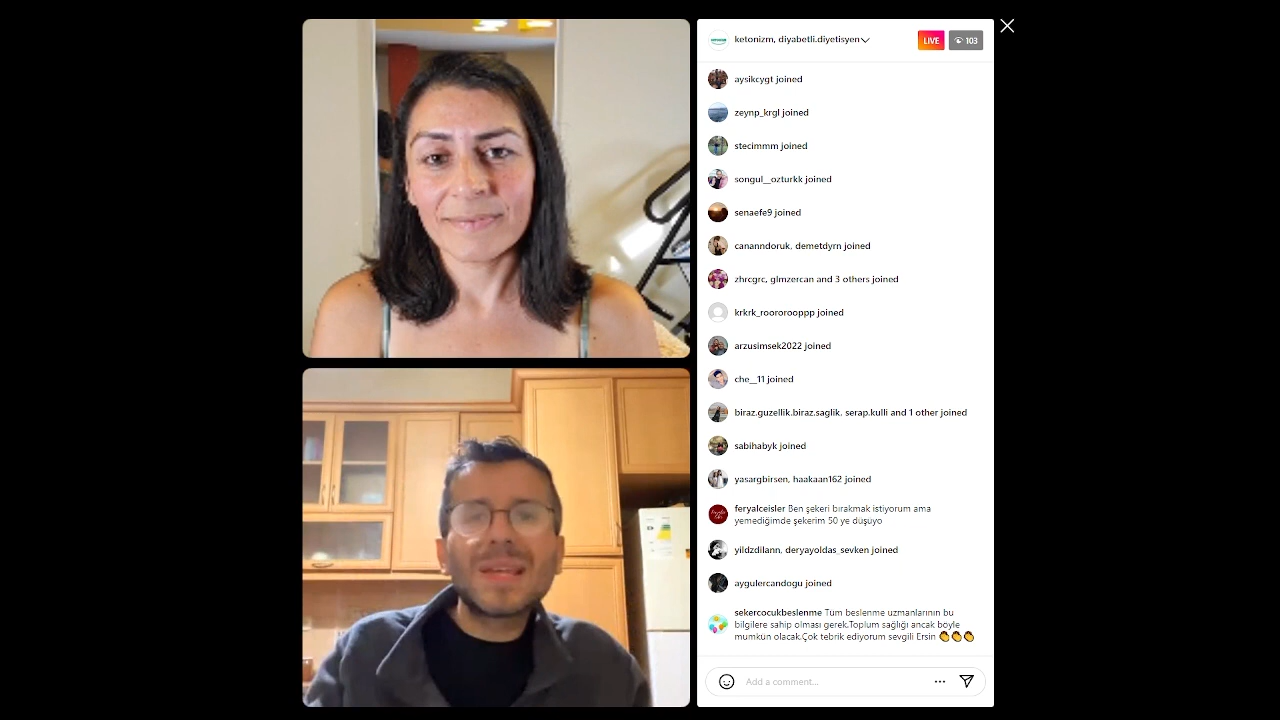 ketonizm, diyabetli.diyetisyen
LIVE
103
aysikcygt joined
zeynp_krgl joined
stecimmm joined
songul__ozturkk joined
senaefe9 joined
cananndoruk, demetdyrn joined
zhrcgrc, glmzercan and 3 others joined
krkrk_roororooppp joined
arzusimsek2022 joined
che__11 joined
biraz.guzellik.biraz.saglik, serap.kulli and 1 other joined
sabihabyk joined
yasargbirsen, haakaan162 joined
feryalceisler Ben şekeri bırakmak istiyorum ama
yemediğimde şekerim 50 ye düşüyo
yildzdilann, deryayoldas_sevken joined
aygulercandogu joined
sekercocukbeslenme Tüm beslenme uzmanlarının bu
bilgilere sahip olması gerek.Toplum sağlığı ancak böyle
mümkün olacak.Çok tebrik ediyorum sevgili Ersin 👏👏👏
Add a comment...